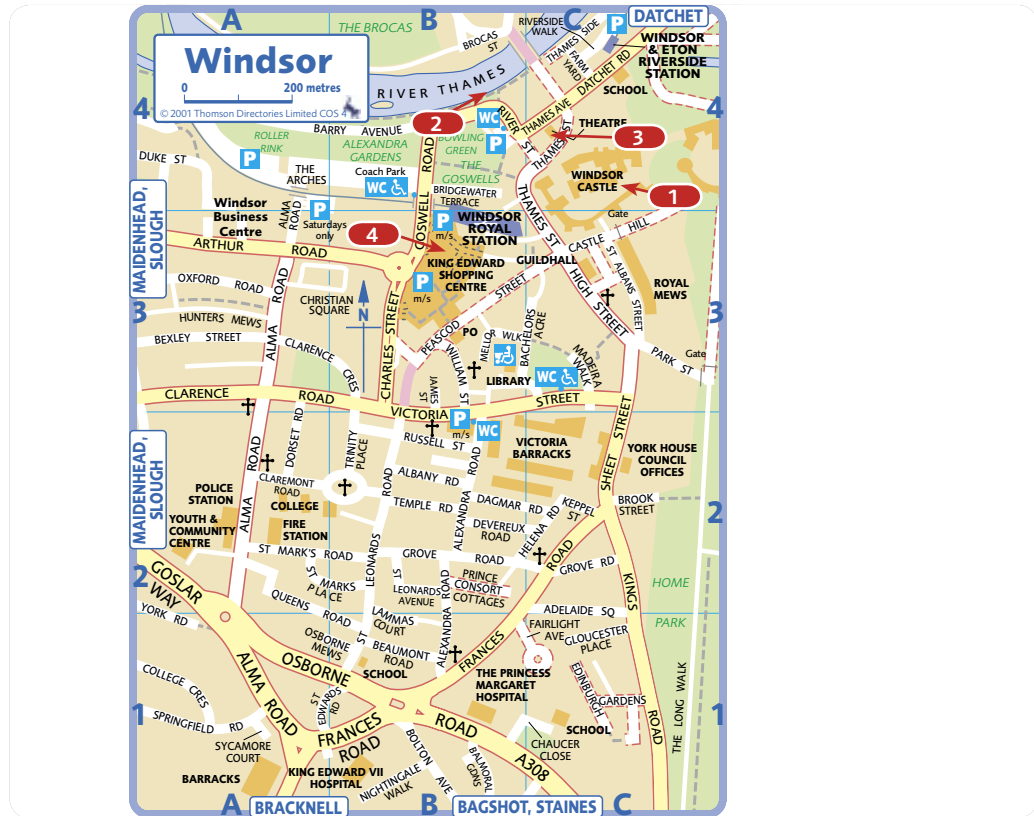 A
B
C
DATCHET
THE BROCAS
BROCAS
ST
RIVERSIDE
WALK
THAMES SIDE
P
FARM
YARD
WINDSOR
& ETON
RIVERSIDE
STATION
DATCHET RD
SCHOOL
Windsor
0
200 metres
© 2001 Thomson Directories Limited COS 4
RIVER THAMES
4
4
2
WC
RIVER
ST
THAMES AVE
THEATRE
3
THAMES ST
BARRY AVENUE
ROLLER
RINK
ALEXANDRA
GARDENS
BOWLING
GREEN
P
THE
GOSWELLS
DUKE ST
P
THE
ARCHES
Coach Park
WC
GOSWELL ROAD
BRIDGEWATER
TERRACE
WINDSOR
CASTLE
1
MAIDENHEAD,
SLOUGH
Windsor
Business
Centre
ALMA
ROAD
P
Saturdays
only
4
P
m/s
WINDSOR
ROYAL
STATION
THAMES ST
Gate
CASTLE HILL
ARTHUR ROAD
KING EDWARD
SHOPPING
CENTRE
GUILDHALL
ST ALBANS STREET
OXFORD ROAD
CHRISTIAN
SQUARE
N
P
m/s
HIGH STREET
ROYAL
MEWS
3
3
HUNTERS MEWS
BEXLEY STREET
ALMA ROAD
CLARENCE
CRES
CHARLES STREET
PEASCOD STREET
PO
MELLOR WLK
BACHELORS
ACRE
WILLIAM ST
MADEIRA
WALK
PARK ST
Gate
JAMES
ST
LIBRARY
WC
CLARENCE ROAD
VICTORIA STREET
P
m/s
WC
SHEET STREET
MAIDENHEAD,
SLOUGH
ALMA ROAD
DORSET RD
TRINITY
PLACE
RUSSELL ST
VICTORIA
BARRACKS
YORK HOUSE
COUNCIL
OFFICES
CLAREMONT
ROAD
ALBANY RD
POLICE
STATION
COLLEGE
TEMPLE RD
DAGMAR RD
KEPPEL
ST
BROOK
STREET
2
YOUTH &
COMMUNITY
CENTRE
FIRE
STATION
DEVEREUX
ROAD
HELENA RD
ALEXANDRA ROAD
ST LEONARDS ROAD
ST MARK'S ROAD
GROVE ROAD
GROVE RD
2
GOSLAR
WAY
ST MARKS
PLACE
ST
LEONARDS
AVENUE
PRINCE
CONSORT
COTTAGES
HOME
PARK
YORK RD
QUEENS ROAD
LAMMAS
COURT
ALEXANDRA ROAD
ADELAIDE SQ
FAIRLIGHT
AVE
GLOUCESTER
PLACE
OSBORNE
MEWS
BEAUMONT
ROAD
FRANCES ROAD
KINGS ROAD
OSBORNE ROAD
SCHOOL
THE PRINCESS
MARGARET
HOSPITAL
EDINBURGH
GARDENS
THE LONG WALK
COLLEGE CRES
ALMA ROAD
ST
EDWARDS
RD
1
1
SPRINGFIELD RD
FRANCES
ROAD
SCHOOL
SYCAMORE
COURT
BOLTON AVE
CHAUCER
CLOSE
BALMORAL
GDNS
A308
BARRACKS
KING EDWARD VII
HOSPITAL
NIGHTINGALE
WALK
A
BRACKNELL
B
BAGSHOT, STAINES
C